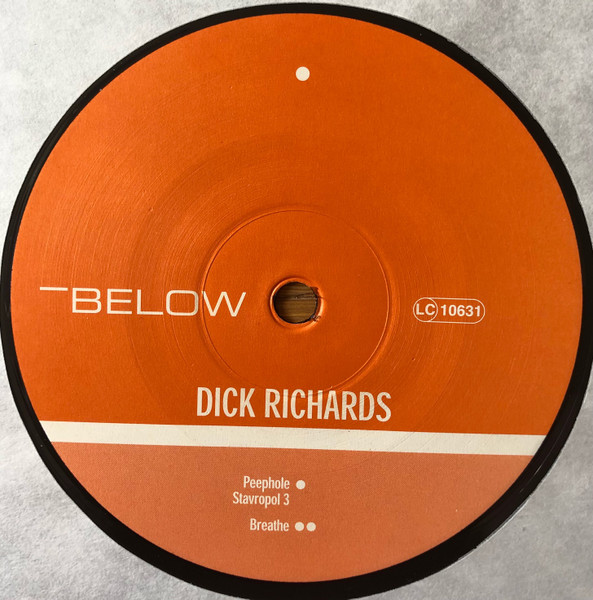 BELOW
LC 10631
DICK RICHARDS
Peephole
Stavropol 3
Breathe